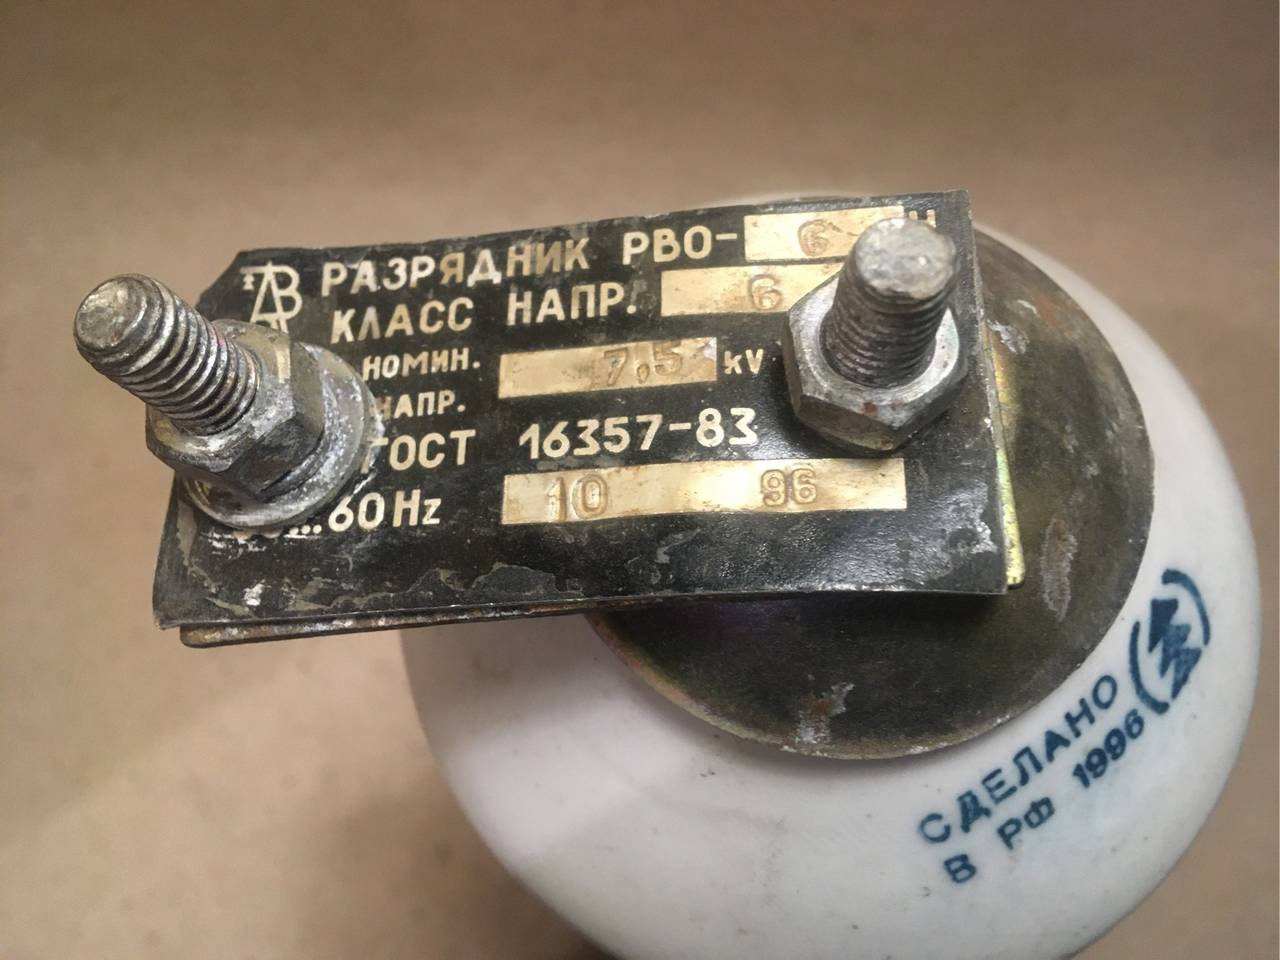 РАЗРЯДНИК РВО-6 Н
КЛАСС НАПР. 6
НОМИН. 7,5 kV
НАПР.
ГОСТ 16357-83
...60 Hz 10 96
СДЕЛАНО
В РФ 1996